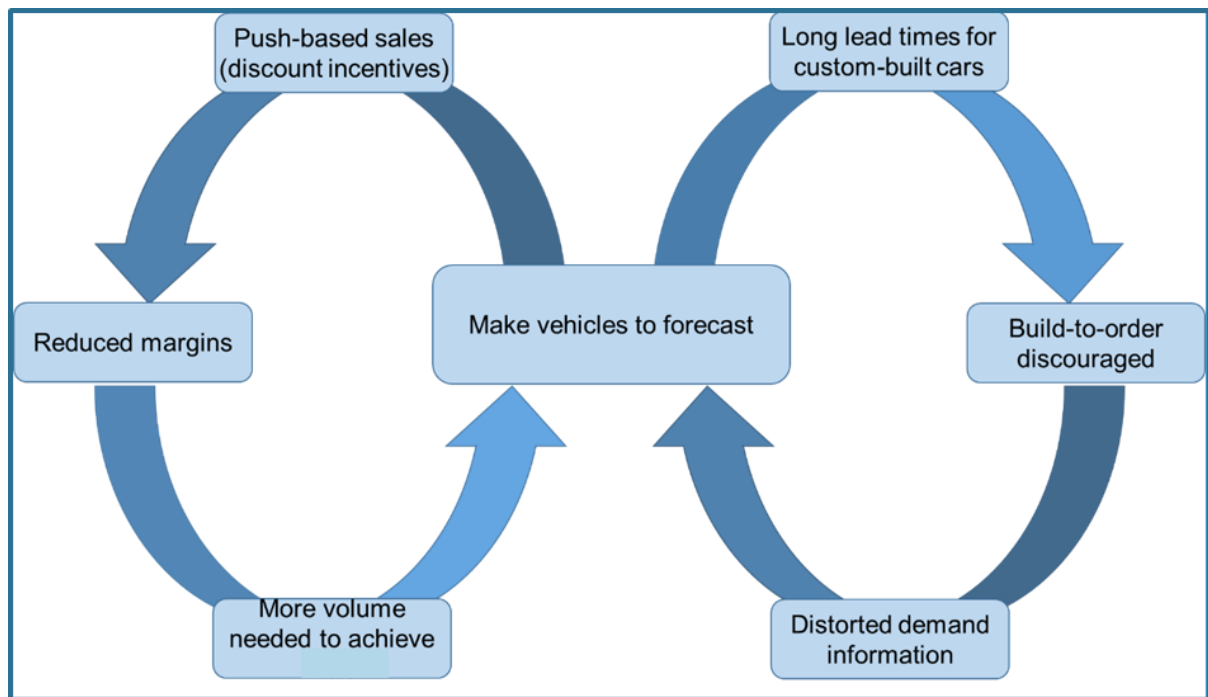 Push-based sales
(discount incentives)
Long lead times for
custom-built cars
Reduced margins
Make vehicles to forecast
Build-to-order
discouraged
More volume
needed to achieve
Distorted demand
information